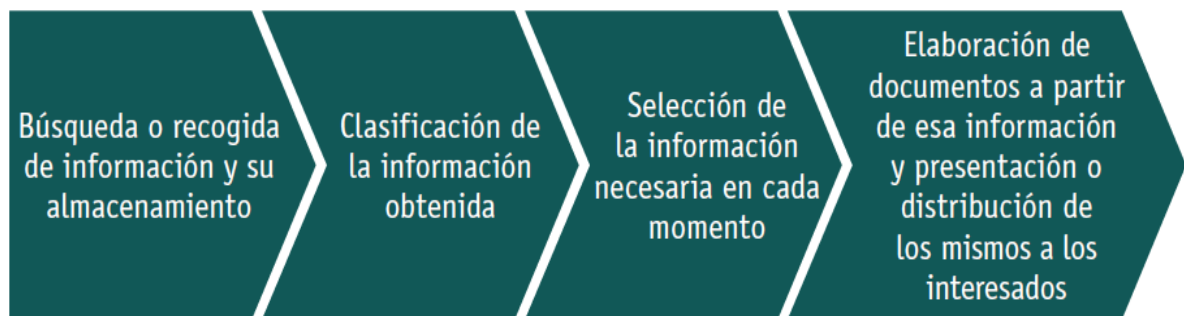 Búsqueda o recogida
de información y su
almacenamiento
Clasificación de
la información
obtenida
Selección de
la información
necesaria en cada
momento
Elaboración de
documentos a partir
de esa información
y presentación o
distribución de
los mismos a los
interesados